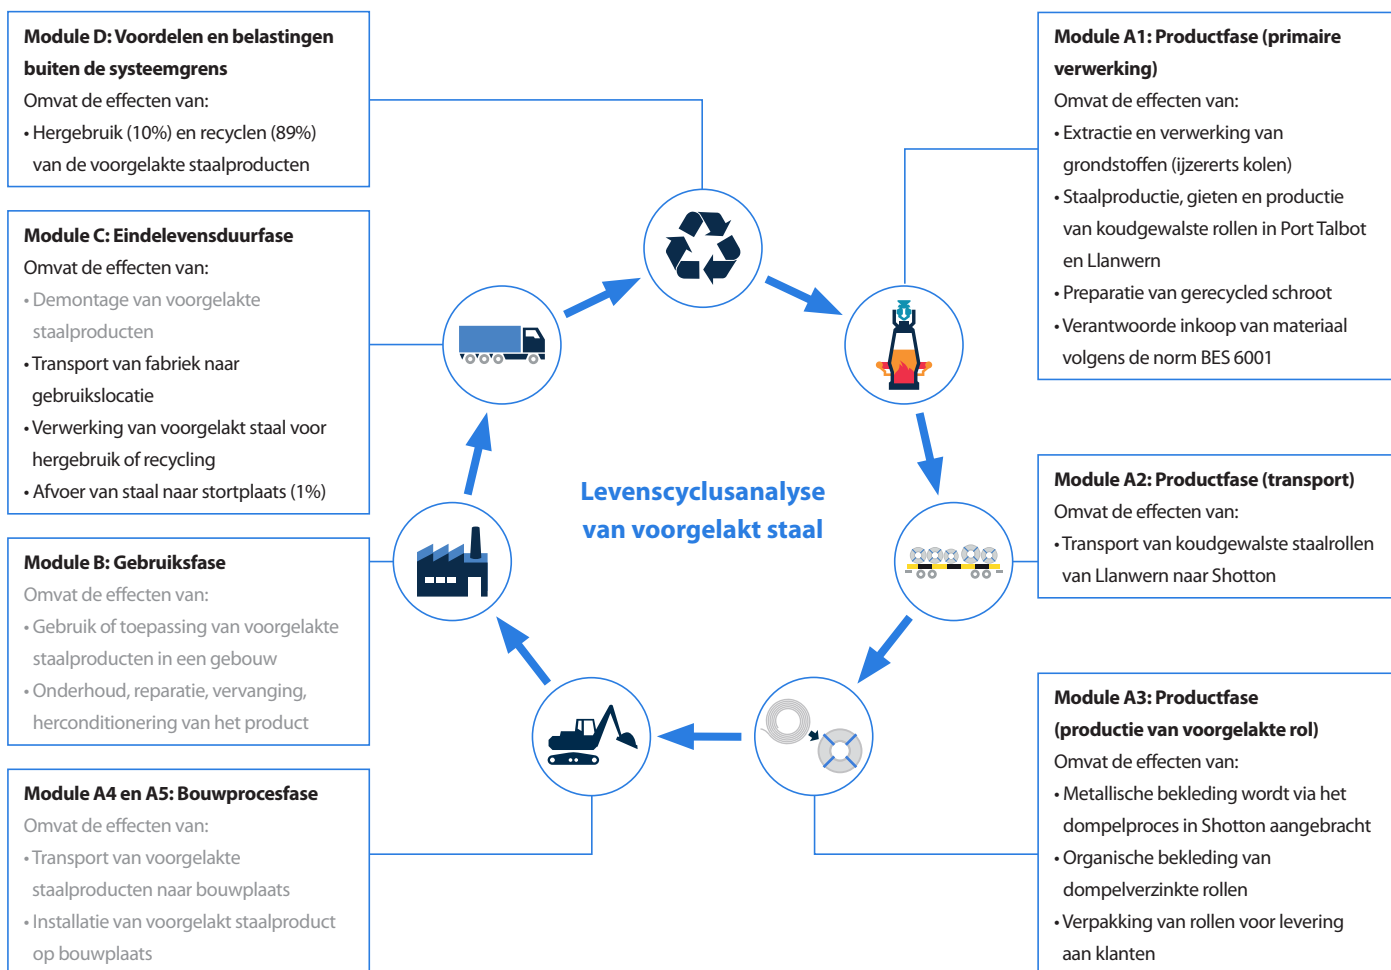 Module D: Voordelen en belastingen
buiten de systeemgrens
Omvat de effecten van:
• Hergebruik (10%) en recyclen (89%)
van de voorgelakte staalproducten
Module C: Eindelevensduurfase
Omvat de effecten van:
• Demontage van voorgelakte
staalproducten
• Transport van fabriek naar
gebruikslocatie
• Verwerking van voorgelakt staal voor
hergebruik of recycling
• Afvoer van staal naar stortplaats (1%)
Module B: Gebruiksfase
Omvat de effecten van:
• Gebruik of toepassing van voorgelakte
staalproducten in een gebouw
• Onderhoud, reparatie, vervanging,
herconditionering van het product
Module A4 en A5: Bouwprocesfase
Omvat de effecten van:
• Transport van voorgelakte
staalproducten naar bouwplaats
• Installatie van voorgelakt staalproduct
op bouwplaats
Levenscyclusanalyse
van voorgelakt staal
Module A1: Productfase (primaire
verwerking)
Omvat de effecten van:
• Extractie en verwerking van
grondstoffen (ijzererts kolen)
• Staalproductie, gieten en productie
van koudgewalste rollen in Port Talbot
en Llanwern
• Preparatie van gerecycled schroot
• Verantwoorde inkoop van materiaal
volgens de norm BES 6001
Module A2: Productfase (transport)
Omvat de effecten van:
• Transport van koudgewalste staalrollen
van Llanwern naar Shotton
Module A3: Productfase
(productie van voorgelakte rol)
Omvat de effecten van:
• Metallische bekleding wordt via het
dompelproces in Shotton aangebracht
• Organische bekleding van
dompelverzinkte rollen
• Verpakking van rollen voor levering
aan klanten